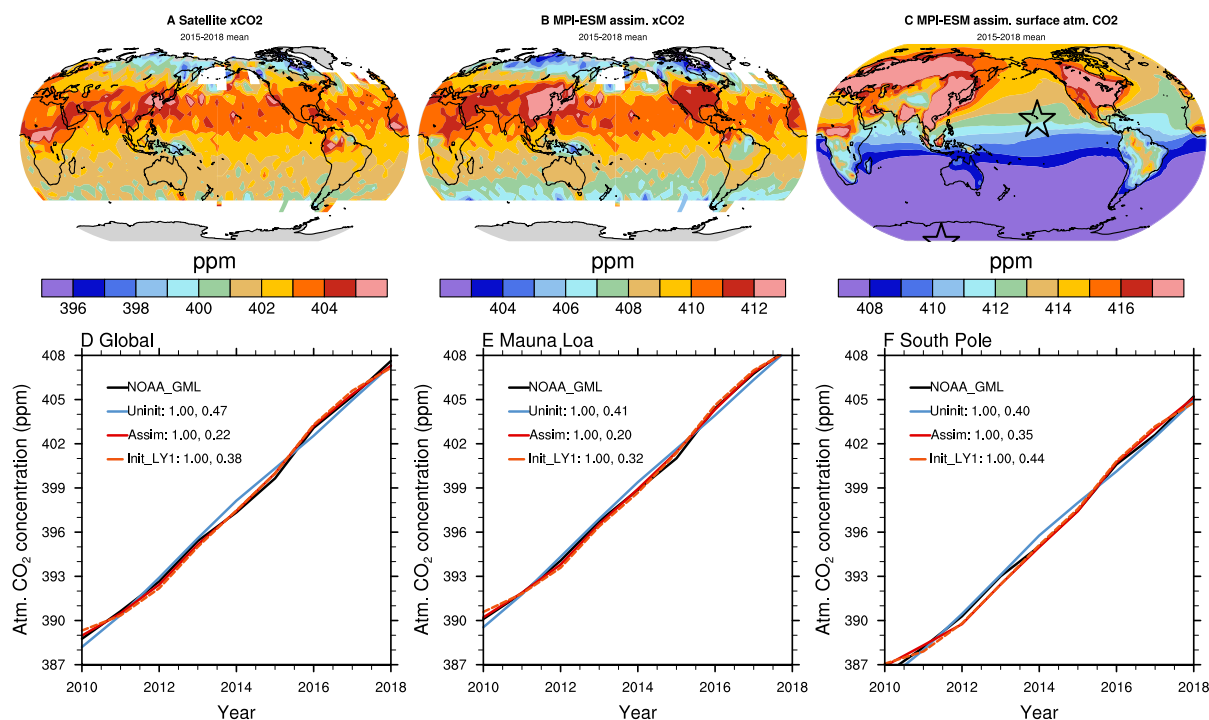 A Satellite xCO2
2015-2018 mean
B MPI-ESM assim. xCO2
2015-2018 mean
C MPI-ESM assim. surface atm. CO2
2015-2018 mean
ppm
396 398 400 402 404
ppm
404 406 408 410 412
ppm
408 410 412 414 416
D Global
Atm. CO₂ concentration (ppm)
408
405
402
399
396
393
390
387
NOAA_GML
Uninit: 1.00, 0.47
Assim: 1.00, 0.22
Init_LY1: 1.00, 0.38
2010 2012 2014 2016 2018
Year
E Mauna Loa
Atm. CO₂ concentration (ppm)
408
405
402
399
396
393
390
387
NOAA_GML
Uninit: 1.00, 0.41
Assim: 1.00, 0.20
Init_LY1: 1.00, 0.32
2010 2012 2014 2016 2018
Year
F South Pole
Atm. CO₂ concentration (ppm)
408
405
402
399
396
393
390
387
NOAA_GML
Uninit: 1.00, 0.40
Assim: 1.00, 0.35
Init_LY1: 1.00, 0.44
2010 2012 2014 2016 2018
Year